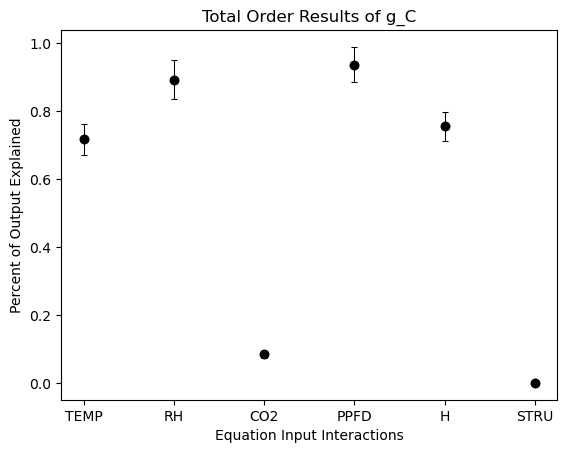 Total Order Results of g_C
Percent of Output Explained
1.0
0.8
0.6
0.4
0.2
0.0
TEMP RH CO2 PPFD H STRU
Equation Input Interactions